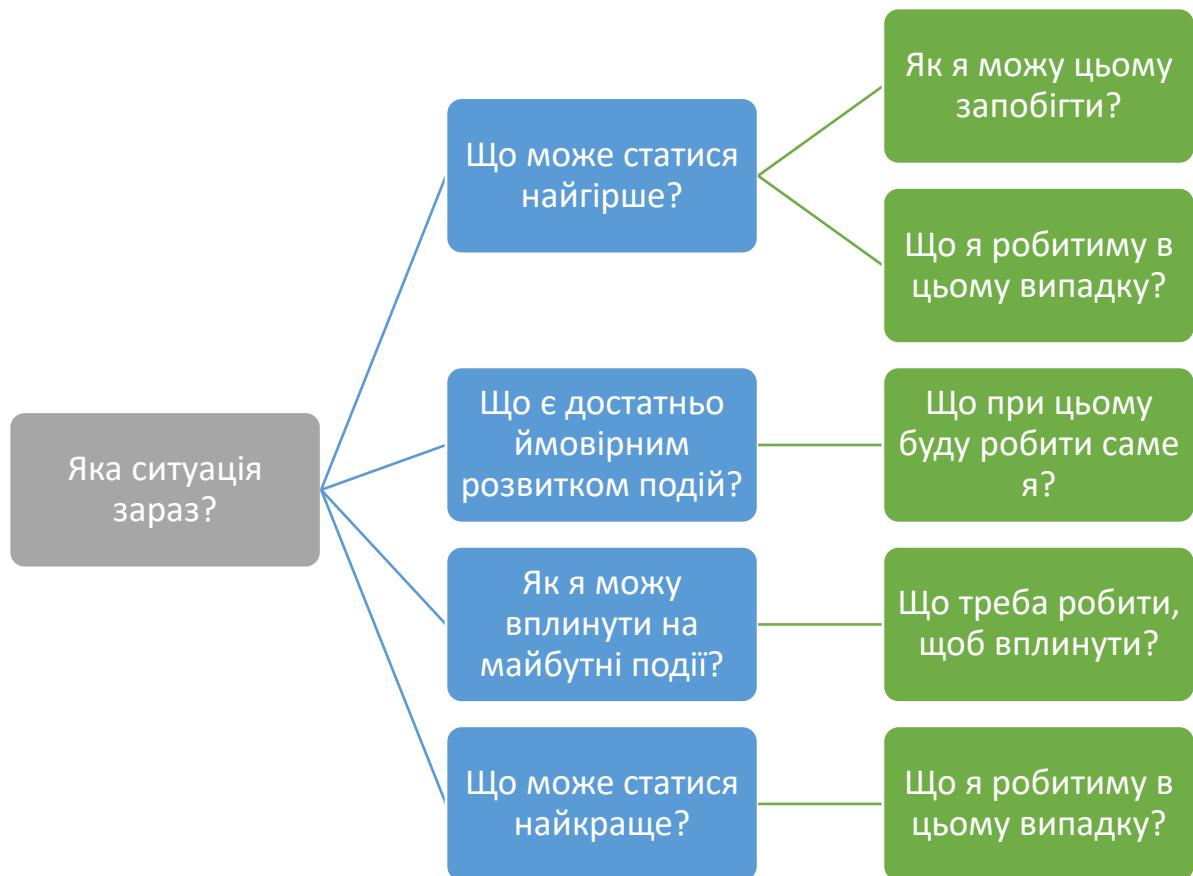 Яка ситуація
зараз?
Що може статися
найгірше?
Як я можу цьому
запобігти?
Що я робитиму в
цьому випадку?
Що є достатньо
ймовірним
розвитком подій?
Що при цьому
буду робити саме
я?
Як я можу
вплинути на
майбутні події?
Що треба робити,
щоб вплинути?
Що може статися
найкраще?
Що я робитиму в
цьому випадку?